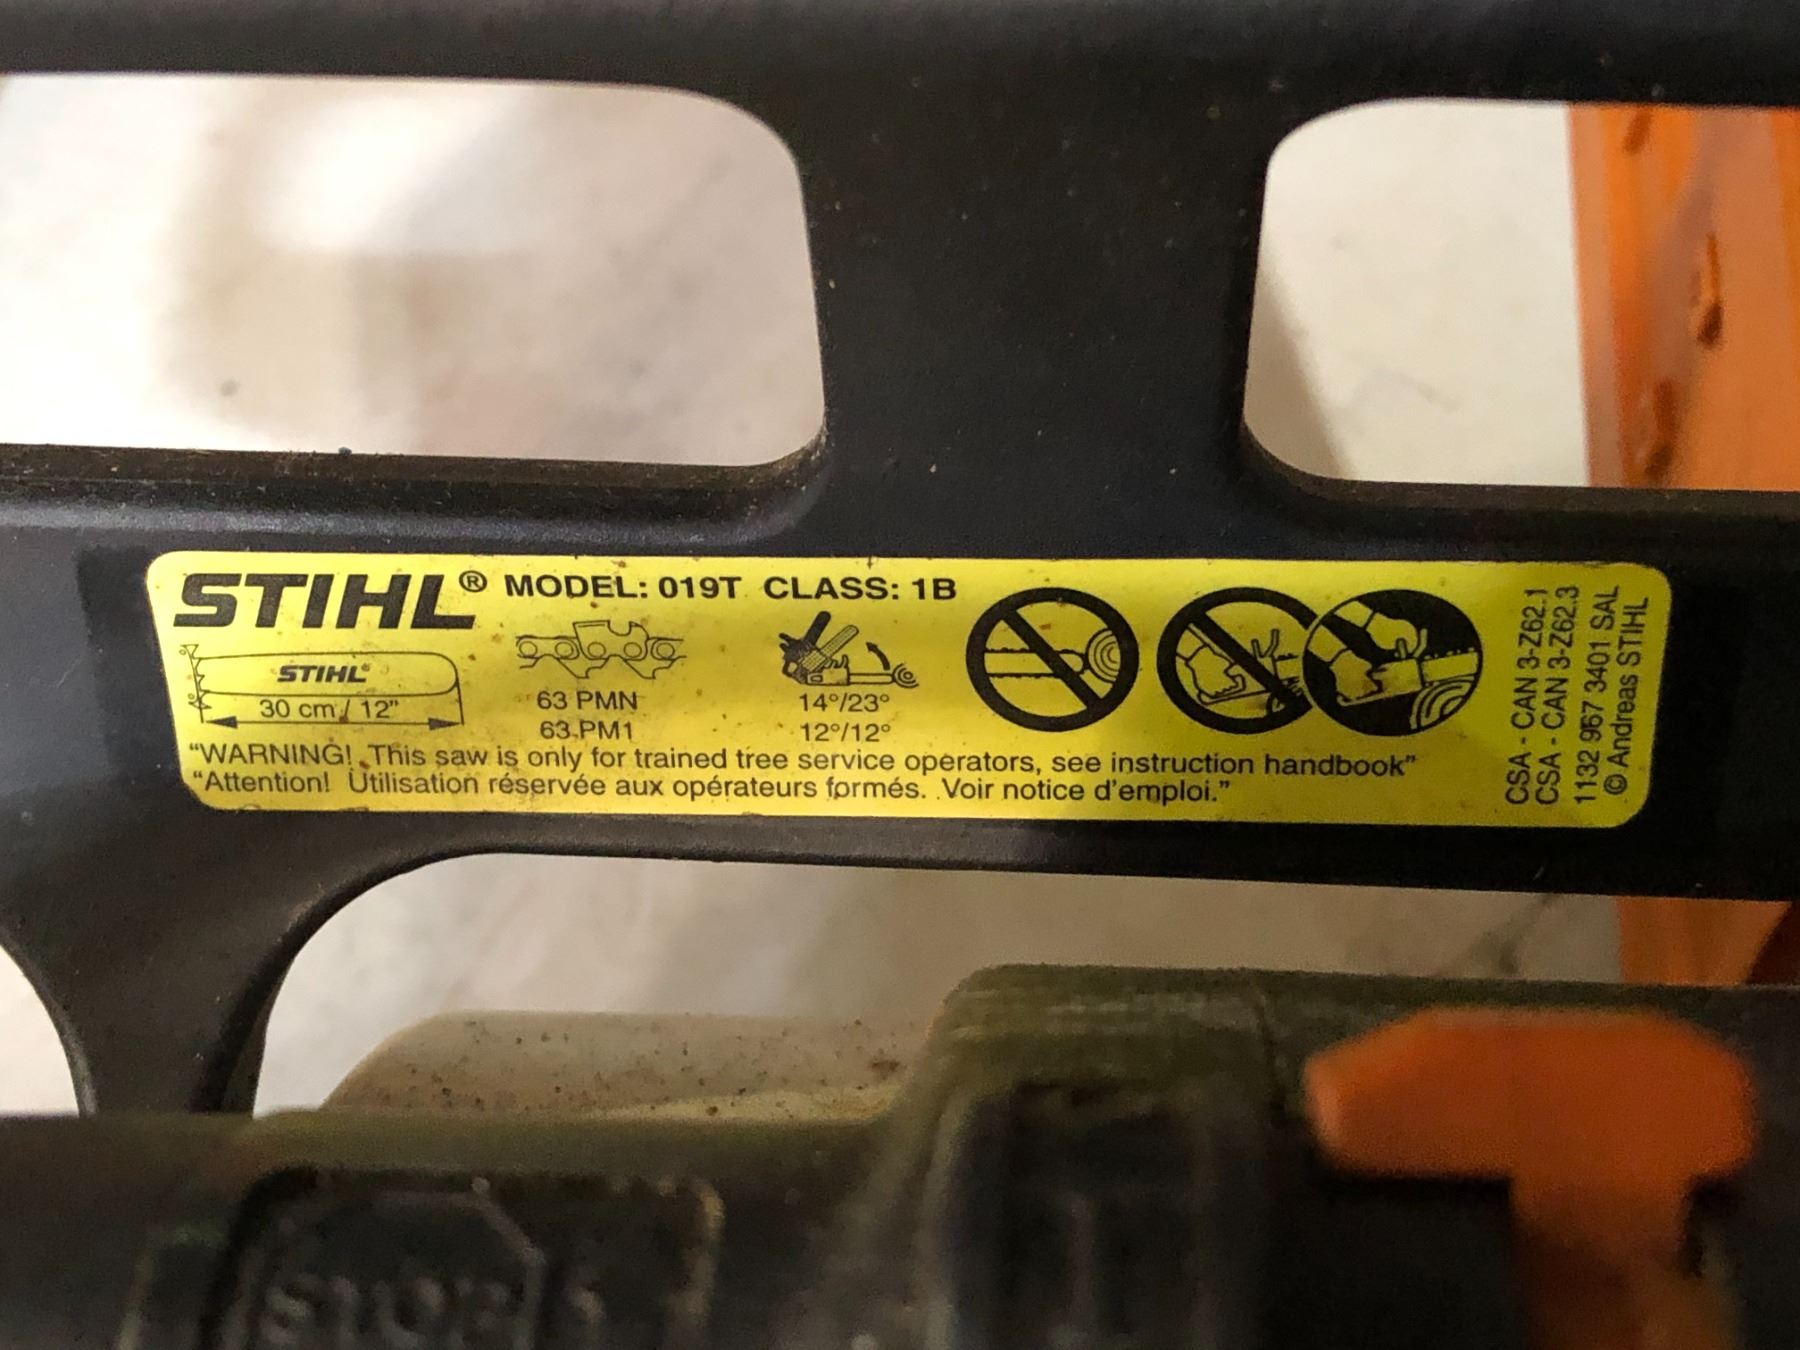 STIHL® MODEL: 019T CLASS: 1B
STIHL®
30 cm / 12"
63 PMN 14°/23°
63 PM1 12°/12°
"WARNING! This saw is only for trained tree service operators, see instruction handbook"
"Attention! Utilisation réservée aux opérateurs formés. Voir notice d'emploi."
CSA - CAN 3-Z62.1
CSA - CAN 3-Z62.3
1132 967 3401 SAL
© Andreas STIHL
STOP